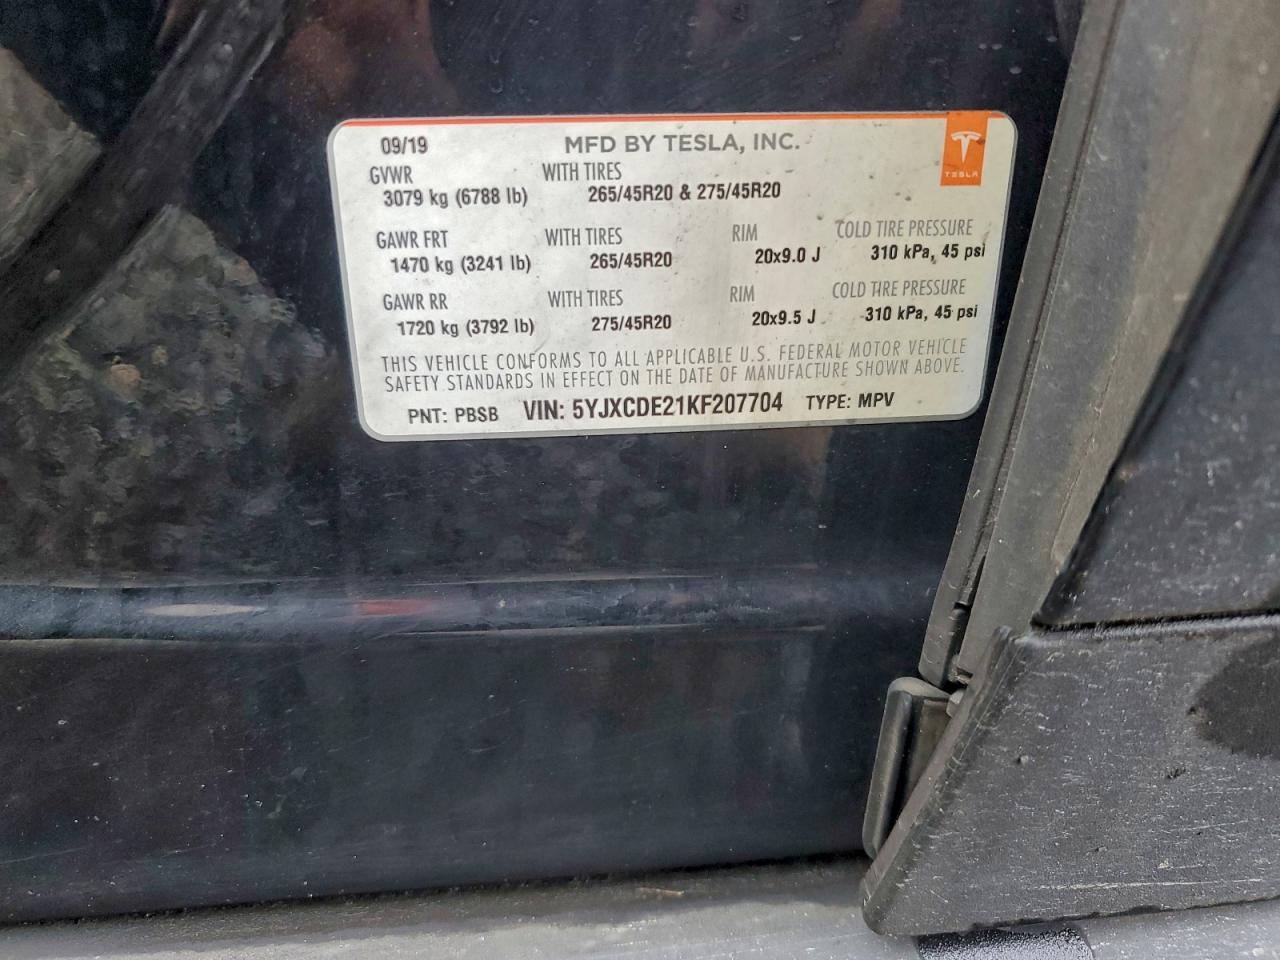 09/19 MFD BY TESLA, INC.
TESLA
GVWR WITH TIRES
3079 kg (6788 lb) 265/45R20 & 275/45R20
GAWR FRT WITH TIRES RIM COLD TIRE PRESSURE
1470 kg (3241 lb) 265/45R20 20x9.0 J 310 kPa, 45 psi
GAWR RR WITH TIRES RIM COLD TIRE PRESSURE
1720 kg (3792 lb) 275/45R20 20x9.5 J 310 kPa, 45 psi
THIS VEHICLE CONFORMS TO ALL APPLICABLE U.S. FEDERAL MOTOR VEHICLE
SAFETY STANDARDS IN EFFECT ON THE DATE OF MANUFACTURE SHOWN ABOVE.
PNT: PBSB VIN: 5YJXCDE21KF207704 TYPE: MPV